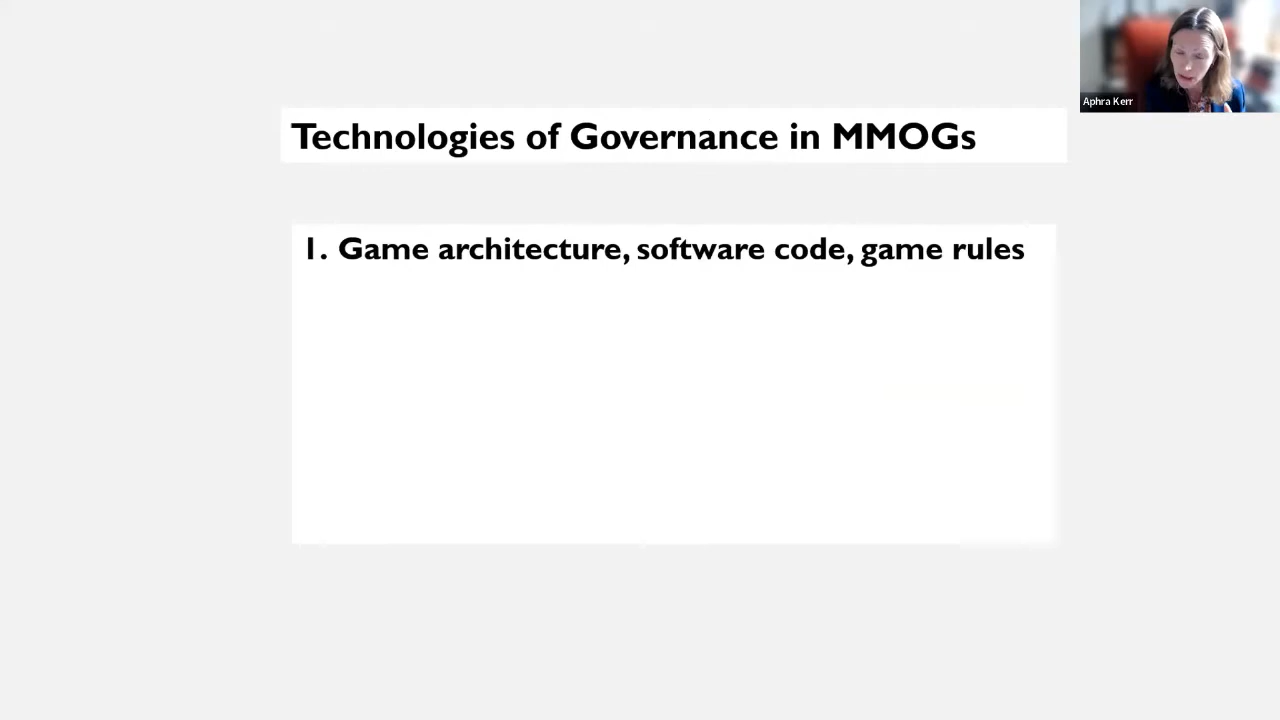 Aphra Kerr
Technologies of Governance in MMOGs
1. Game architecture, software code, game rules